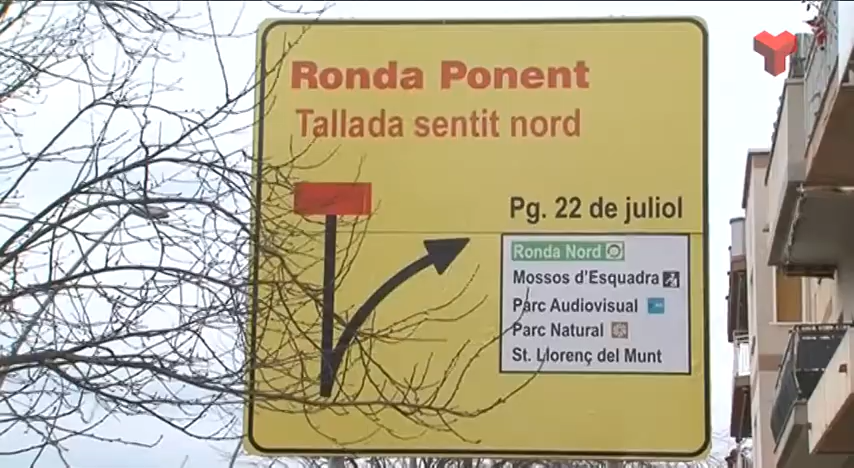 Ronda Ponent
Tallada sentit nord
Pg. 22 de juliol
Ronda Nord
Mossos d'Esquadra
Parc Audiovisual
Parc Natural
St. Llorenç del Munt